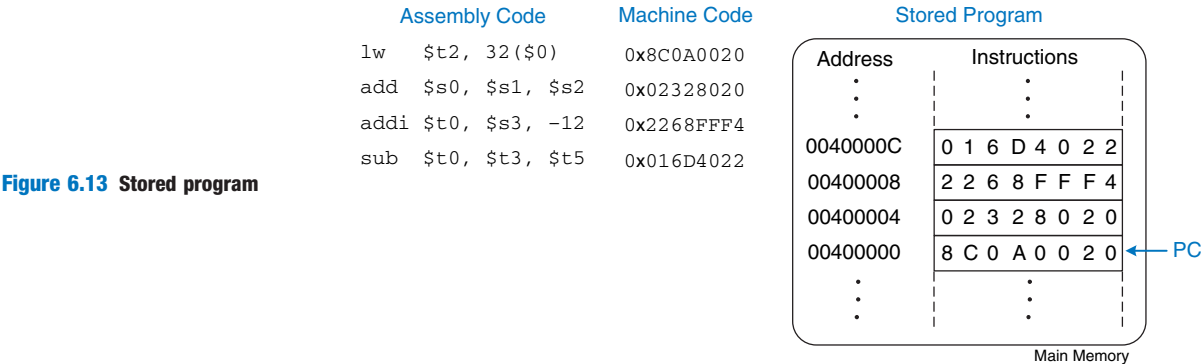 Assembly Code Machine Code Stored Program
lw $t2, 32($0) 0x8C0A0020
add $s0, $s1, $s2 0x02328020
addi $t0, $s3, –12 0x2268FFF4
sub $t0, $t3, $t5 0x016D4022
Figure 6.13 Stored program
Address Instructions
0040000C 0 1 6 D 4 0 2 2
00400008 2 2 6 8 F F F 4
00400004 0 2 3 2 8 0 2 0
00400000 8 C 0 A 0 0 2 0 PC
Main Memory